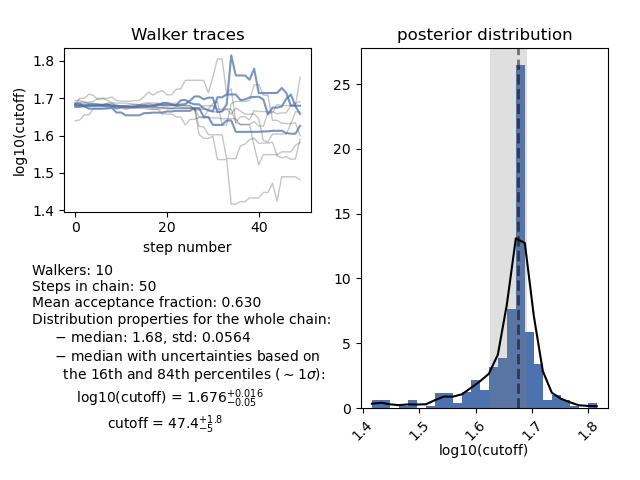 Walker traces
log10(cutoff)
1.8
1.7
1.6
1.5
1.4
0 20 40
step number
Walkers: 10
Steps in chain: 50
Mean acceptance fraction: 0.630
Distribution properties for the whole chain:
− median: 1.68, std: 0.0564
− median with uncertainties based on
the 16th and 84th percentiles (∼1σ):
log10(cutoff) = 1.676^{+0.016}_{−0.05}
cutoff = 47.4^{+1.8}_{−5}
posterior distribution
25
20
15
10
5
0
1.4 1.5 1.6 1.7 1.8
log10(cutoff)